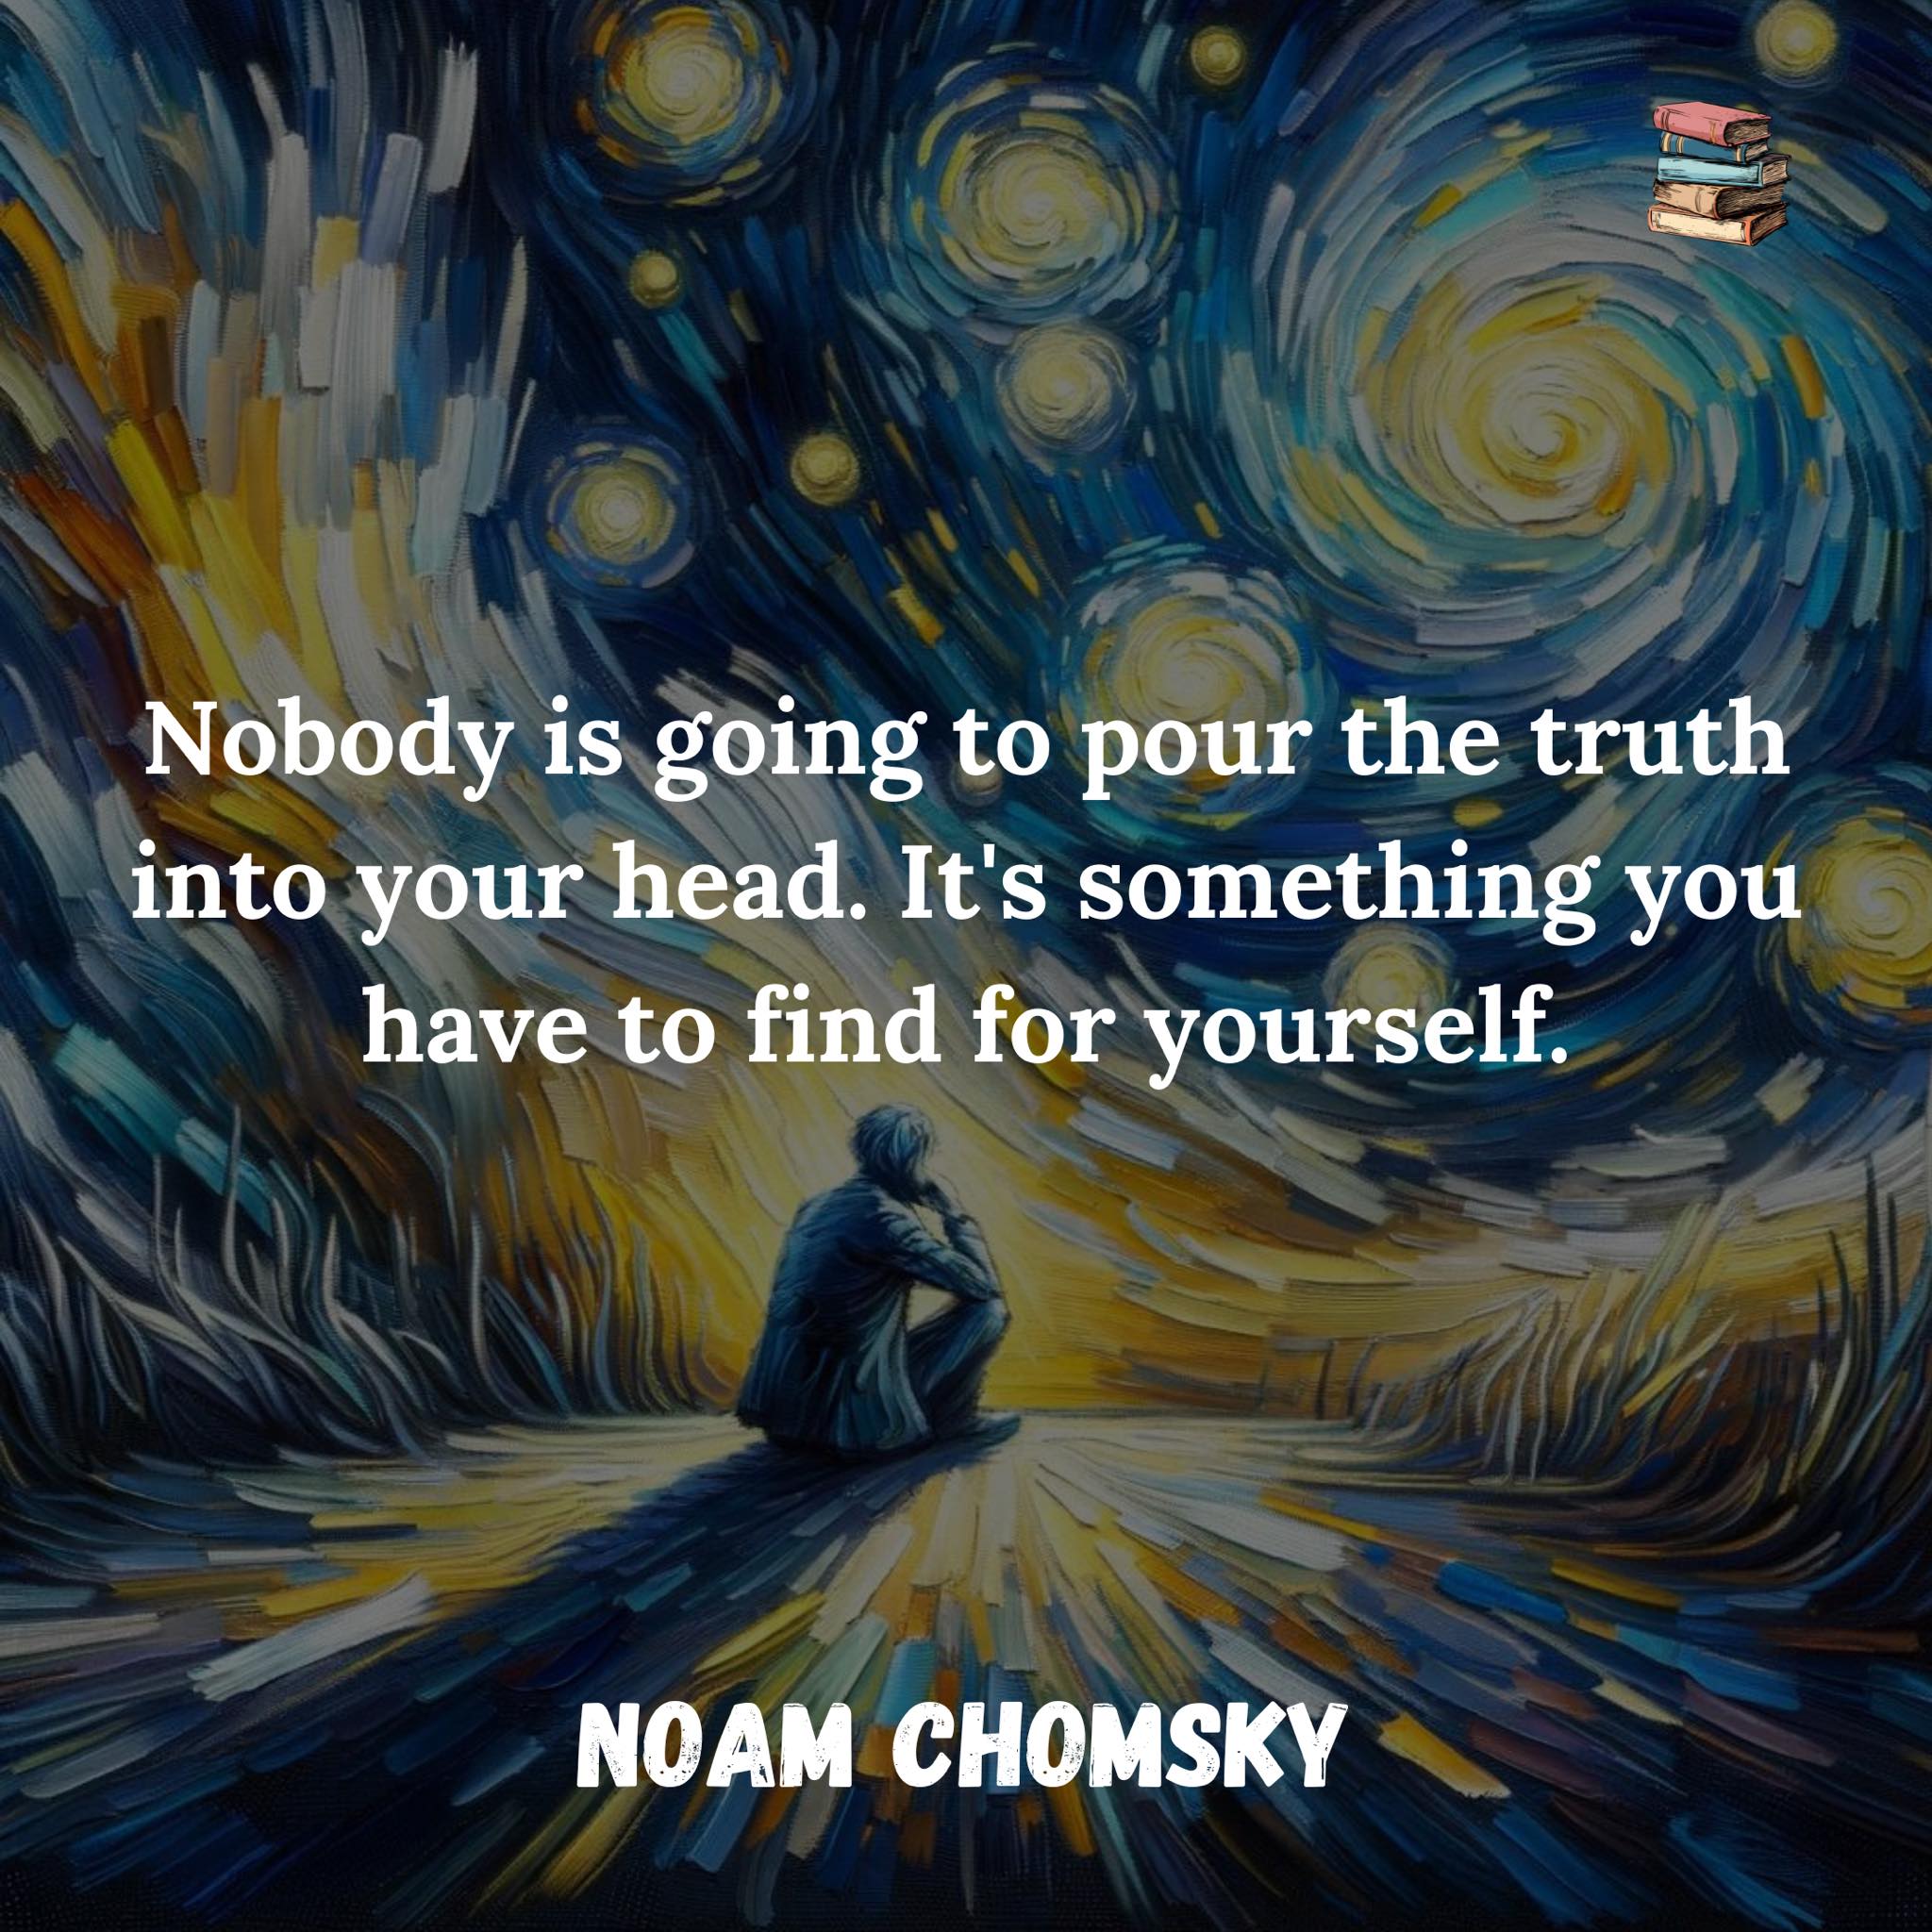 Nobody is going to pour the truth
into your head. It's something you
have to find for yourself.
NOAM CHOMSKY